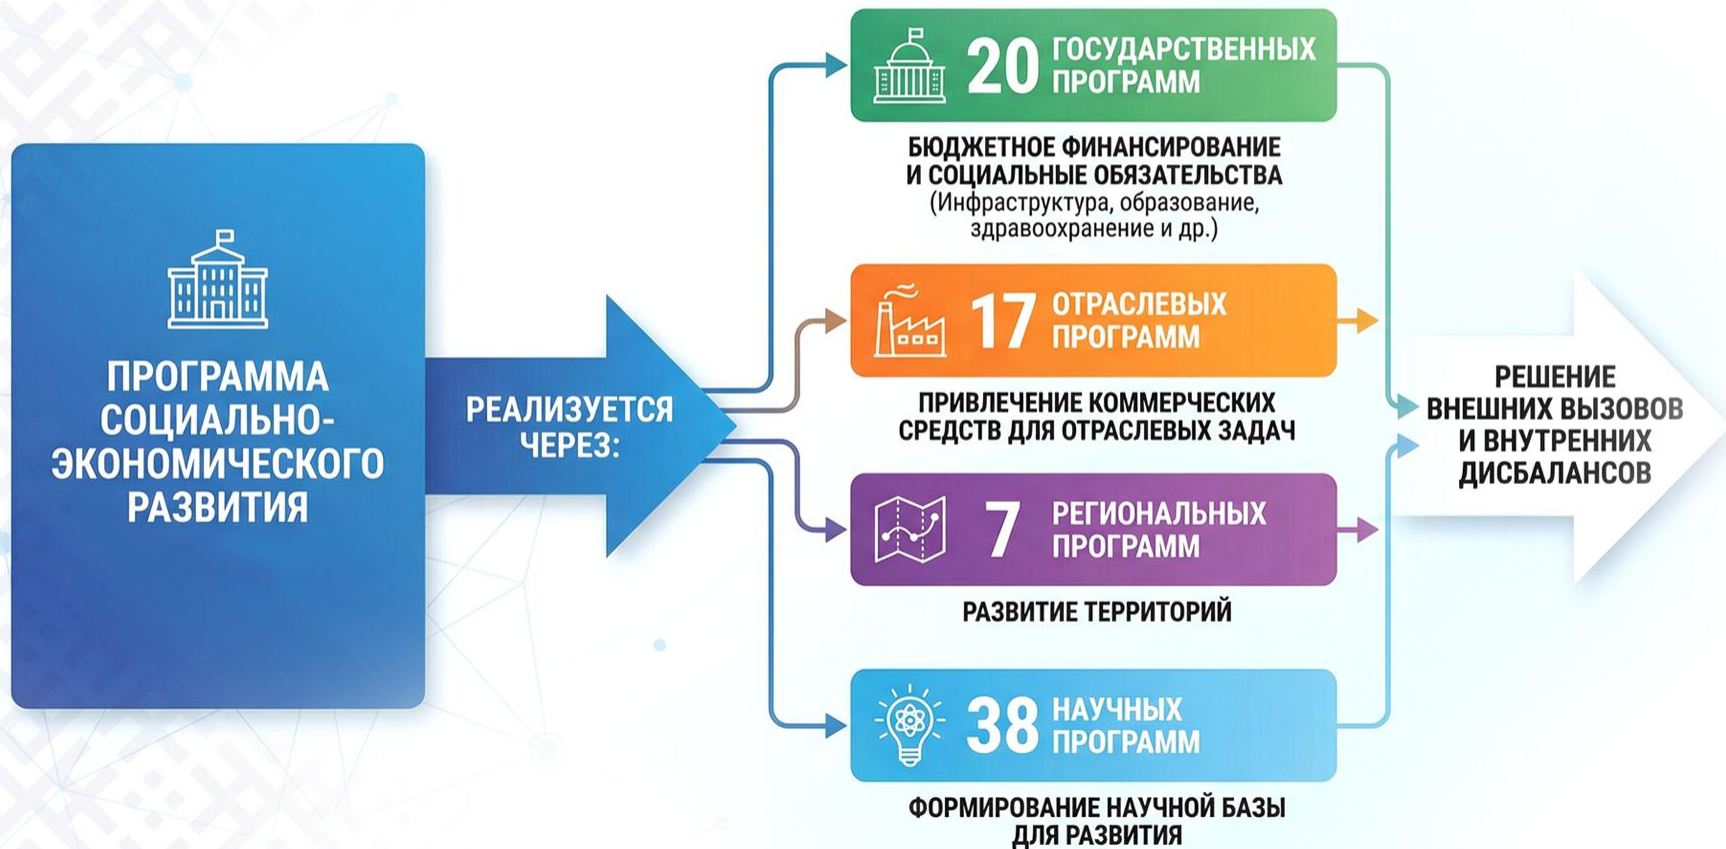 ПРОГРАММА
СОЦИАЛЬНО-
ЭКОНОМИЧЕСКОГО
РАЗВИТИЯ
РЕАЛИЗУЕТСЯ
ЧЕРЕЗ:
20 ГОСУДАРСТВЕННЫХ
ПРОГРАММ
БЮДЖЕТНОЕ ФИНАНСИРОВАНИЕ
И СОЦИАЛЬНЫЕ ОБЯЗАТЕЛЬСТВА
(Инфраструктура, образование,
здравоохранение и др.)
17 ОТРАСЛЕВЫХ
ПРОГРАММ
ПРИВЛЕЧЕНИЕ КОММЕРЧЕСКИХ
СРЕДСТВ ДЛЯ ОТРАСЛЕВЫХ ЗАДАЧ
7 РЕГИОНАЛЬНЫХ
ПРОГРАММ
РАЗВИТИЕ ТЕРРИТОРИЙ
38 НАУЧНЫХ
ПРОГРАММ
ФОРМИРОВАНИЕ НАУЧНОЙ БАЗЫ
ДЛЯ РАЗВИТИЯ
РЕШЕНИЕ
ВНЕШНИХ ВЫЗОВОВ
И ВНУТРЕННИХ
ДИСБАЛАНСОВ